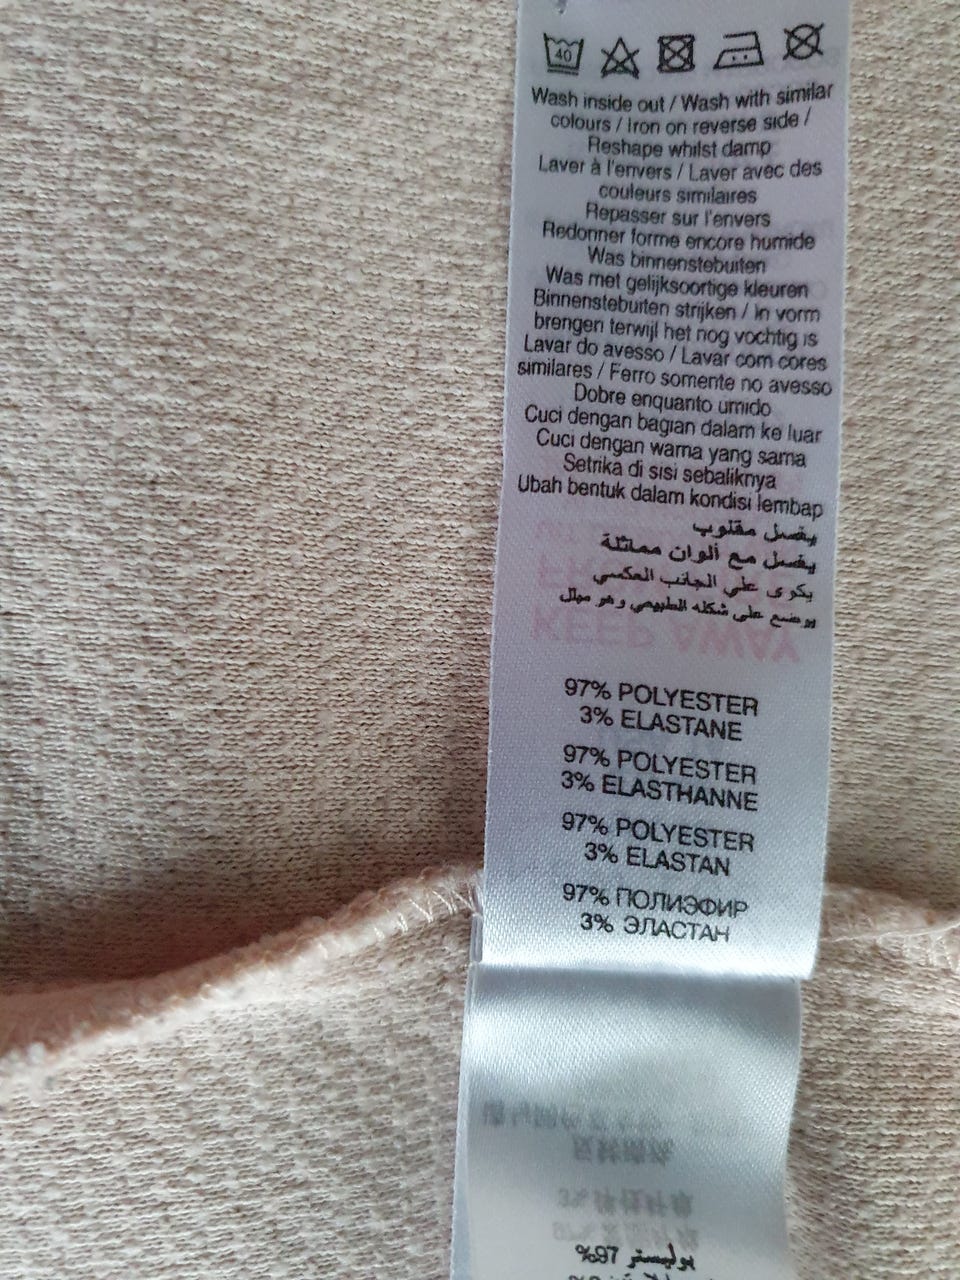 40
Wash inside out / Wash with similar
colours / Iron on reverse side /
Reshape whilst damp
Laver à l'envers / Laver avec des
couleurs similaires
Repasser sur l'envers
Redonner forme encore humide
Was binnenstebuiten
Was met gelijksoortige kleuren
Binnenstebuiten strijken / In vorm
brengen terwijl het nog vochtig is
Lavar do avesso / Lavar com cores
similares / Ferro somente no avesso
Dobre enquanto umido
Cuci dengan bagian dalam ke luar
Cuci dengan warna yang sama
Setrika di sisi sebaliknya
Ubah bentuk dalam kondisi lembap
يغسل مقلوب
يغسل مع ألوان مماثلة
يكوى على الجانب العكسي
يوضع على شكله الطبيعي وهو مبلل
KEEP AWAY
97% POLYESTER
3% ELASTANE
97% POLYESTER
3% ELASTHANNE
97% POLYESTER
3% ELASTAN
97% ПОЛИЭФИР
3% ЭЛАСТАН
بوليستر 97%